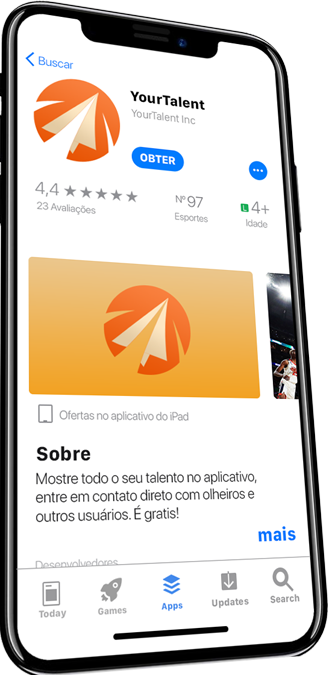 Buscar
YourTalent
YourTalent Inc
OBTER
4,4 Nº97 L 4+
23 Avaliações Esportes Idade
Ofertas no aplicativo do iPad
Sobre
Mostre todo o seu talento no aplicativo,
entre em contato direto com olheiros e
outros usuários. É gratis!
mais
Desenvolvedores
Today Games Apps Updates Search